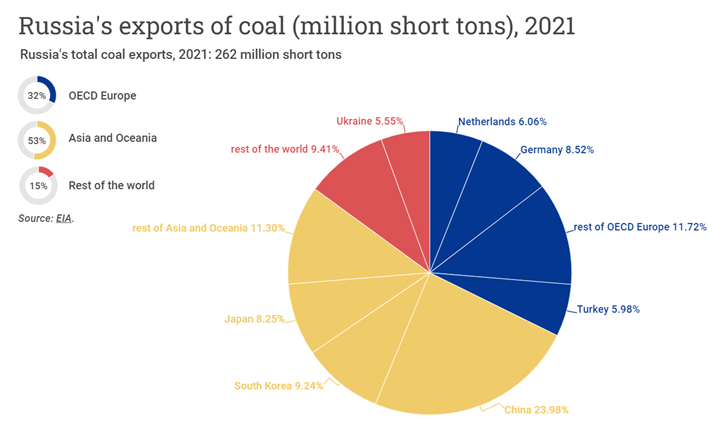 Russia's exports of coal (million short tons), 2021
Russia's total coal exports, 2021: 262 million short tons
32% OECD Europe
53% Asia and Oceania
15% Rest of the world
Source: EIA.
Ukraine 5.55%
Netherlands 6.06%
rest of the world 9.41%
Germany 8.52%
rest of Asia and Oceania 11.30%
rest of OECD Europe 11.72%
Turkey 5.98%
Japan 8.25%
South Korea 9.24%
China 23.98%